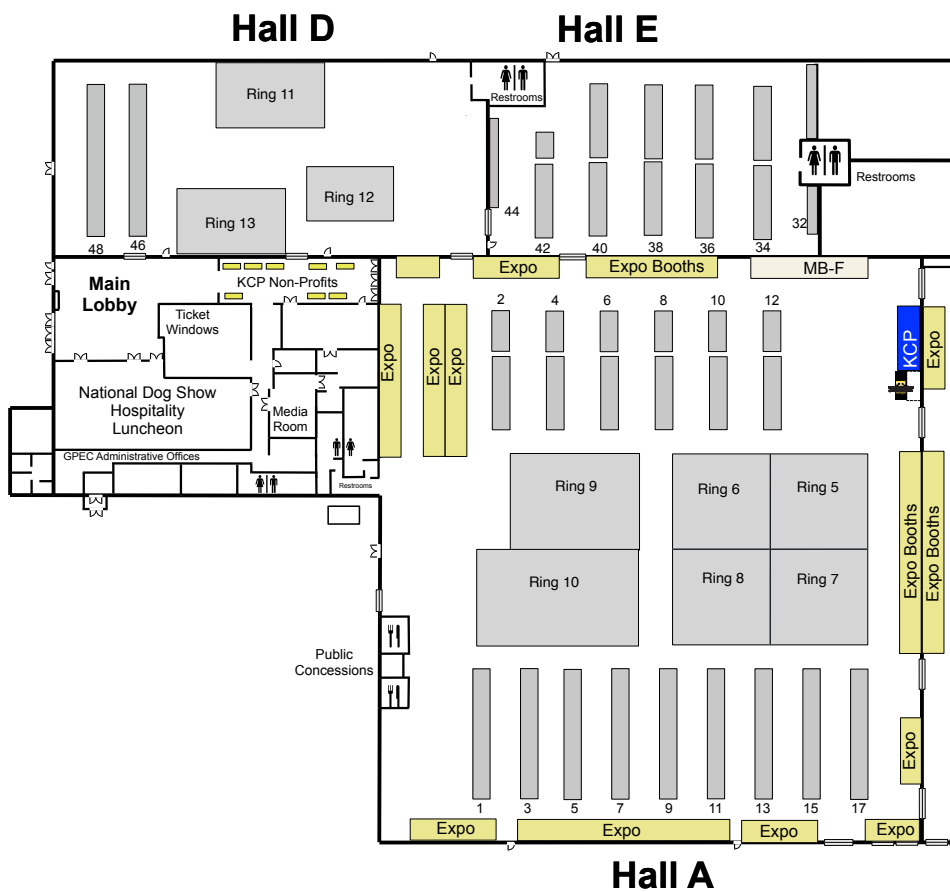 Hall D
Hall E
Ring 11
Restrooms
Restrooms
Ring 12
Ring 13
44
32
48
46
42
40
38
36
34
Main
Lobby
KCP Non-Profits
Expo
Expo Booths
MB-F
Ticket
Windows
2
4
6
8
10
12
KCP
Expo
Expo
Expo
Expo
National Dog Show
Hospitality
Luncheon
Media
Room
GPEC Administrative Offices
Restrooms
Ring 9
Ring 6
Ring 5
Ring 10
Ring 8
Ring 7
Expo Booths
Expo Booths
Public
Concessions
Expo
1
3
5
7
9
11
13
15
17
Expo
Expo
Expo
Expo
Hall A